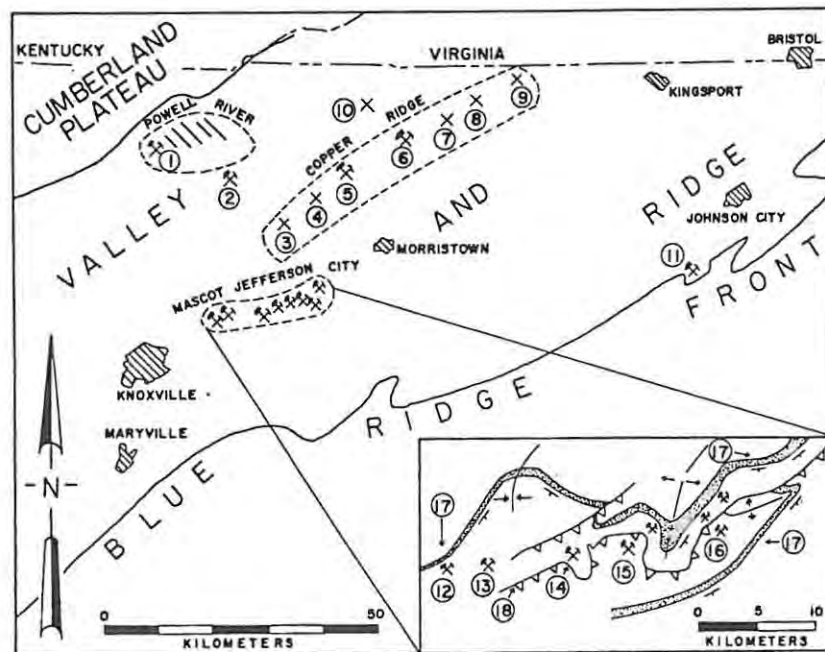 KENTUCKY
VIRGINIA
BRISTOL
CUMBERLAND
PLATEAU
KINGSPORT
POWELL RIVER
10
9
8
7
6
COPPER RIDGE
1
2
5
4
3
VALLEY AND RIDGE
JOHNSON CITY
MORRISTOWN
11
MASCOT JEFFERSON CITY
KNOXVILLE
MARYVILLE
BLUE RIDGE FRONT
N
0 50
KILOMETERS
17
17
17
12
13
18
14
15
16
0 5 10
KILOMETERS